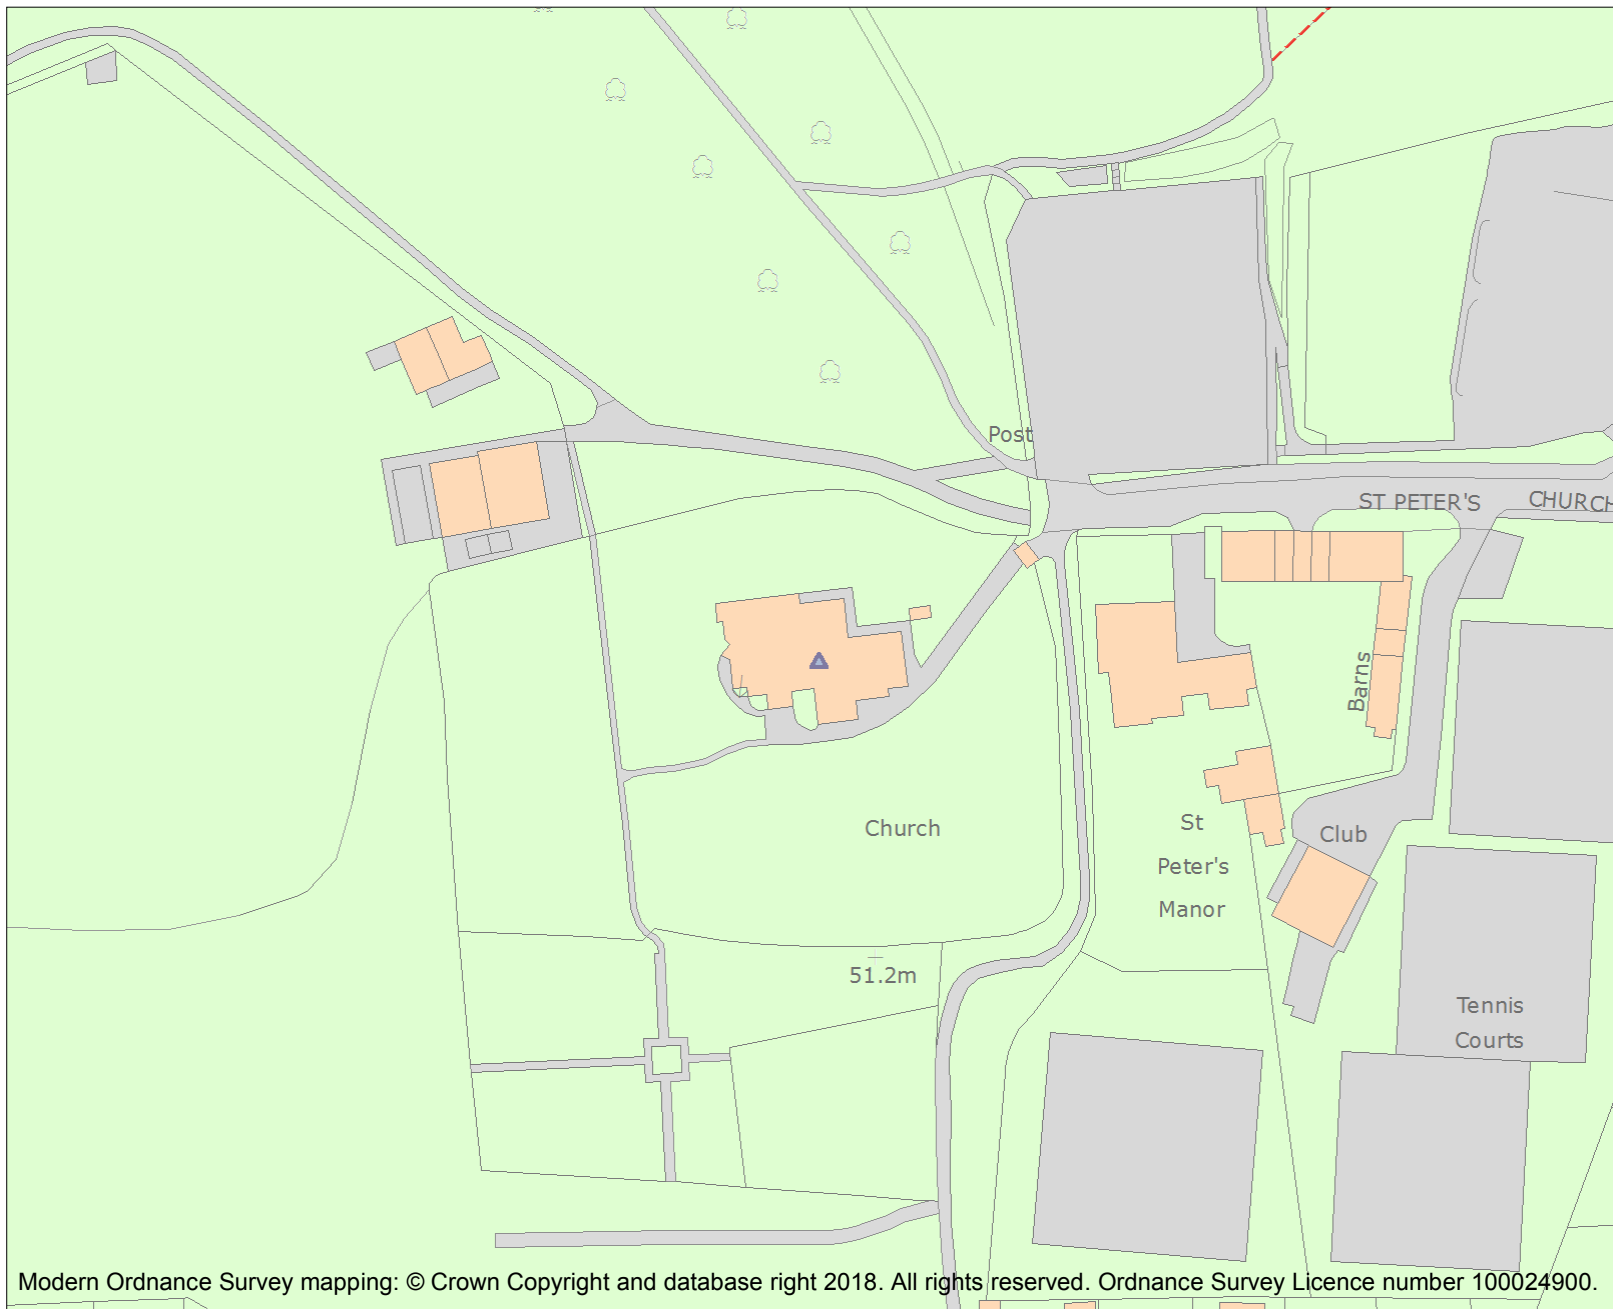 Post
ST PETER'S
CHURCH
Barns
Church
St
Peter's
Manor
Club
51.2m
Tennis
Courts
Modern Ordnance Survey mapping: © Crown Copyright and database right 2018. All rights reserved. Ordnance Survey Licence number 100024900.